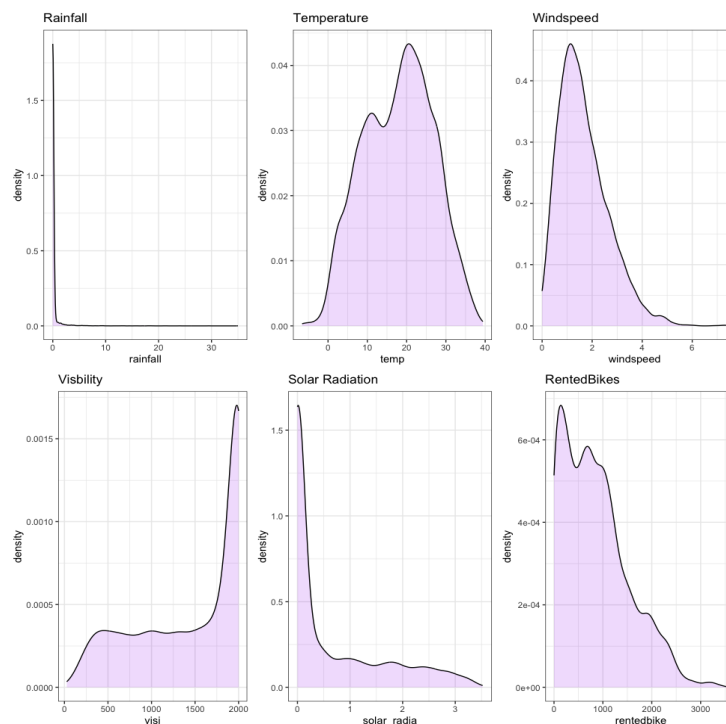 Rainfall
Temperature
Windspeed
density
1.5
1.0
0.5
0.0
0
10
20
30
rainfall
density
0.04
0.03
0.02
0.01
0.00
0
10
20
30
40
temp
density
0.4
0.3
0.2
0.1
0.0
0
2
4
6
windspeed
Visbility
Solar Radiation
RentedBikes
density
0.0015
0.0010
0.0005
0.0000
0
500
1000
1500
2000
visi
density
1.5
1.0
0.5
0.0
0
1
2
3
solar_radia
density
6e-04
4e-04
2e-04
0e+00
0
1000
2000
3000
rentedbike